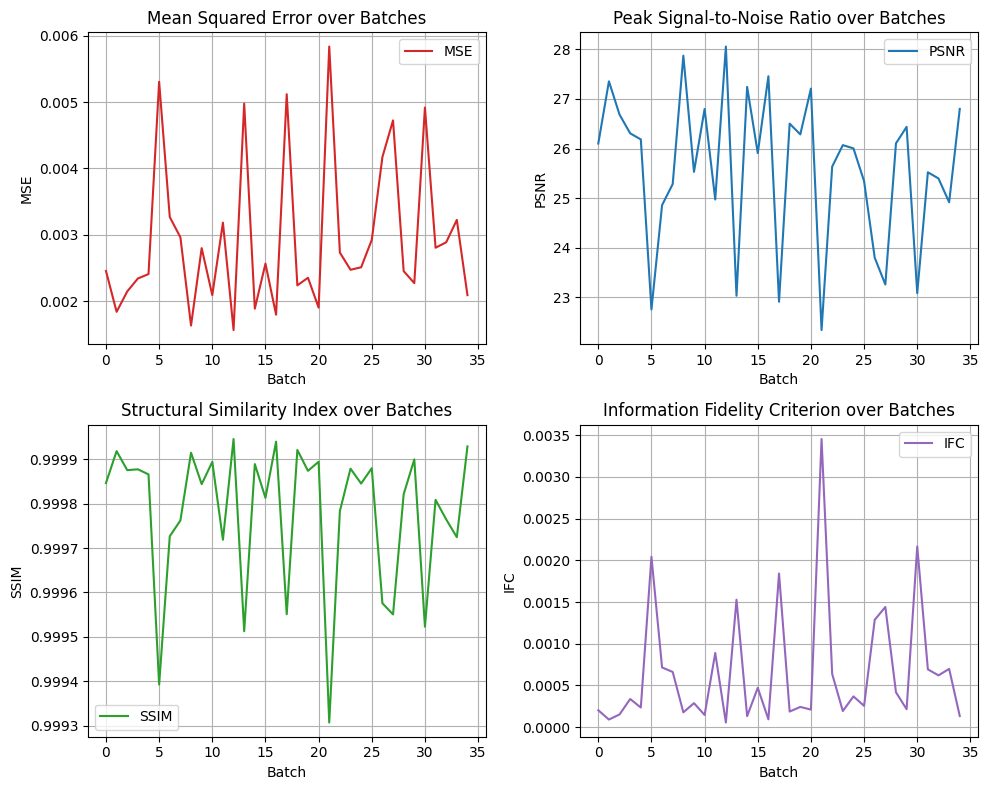 Mean Squared Error over Batches
MSE
0.006
0.005
0.004
0.003
0.002
MSE
0 5 10 15 20 25 30 35
Batch
Peak Signal-to-Noise Ratio over Batches
PSNR
28
27
26
25
24
23
PSNR
0 5 10 15 20 25 30 35
Batch
Structural Similarity Index over Batches
0.9999
0.9998
0.9997
0.9996
0.9995
0.9994
0.9993
SSIM
SSIM
0 5 10 15 20 25 30 35
Batch
Information Fidelity Criterion over Batches
IFC
0.0035
0.0030
0.0025
0.0020
0.0015
0.0010
0.0005
0.0000
IFC
0 5 10 15 20 25 30 35
Batch